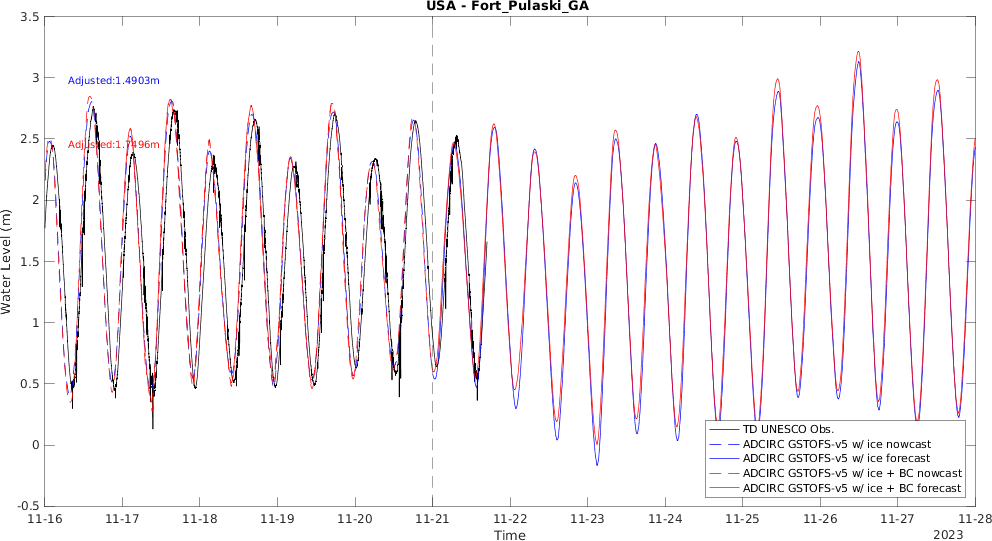 USA - Fort_Pulaski_GA
3.5
3
2.5
2
1.5
1
0.5
0
-0.5
Water Level (m)
Adjusted:1.4903m
Adjusted:1.7496m
TD UNESCO Obs.
ADCIRC GSTOFS-v5 w/ ice nowcast
ADCIRC GSTOFS-v5 w/ ice forecast
ADCIRC GSTOFS-v5 w/ ice + BC nowcast
ADCIRC GSTOFS-v5 w/ ice + BC forecast
11-16 11-17 11-18 11-19 11-20 11-21 11-22 11-23 11-24 11-25 11-26 11-27 11-28
Time
2023